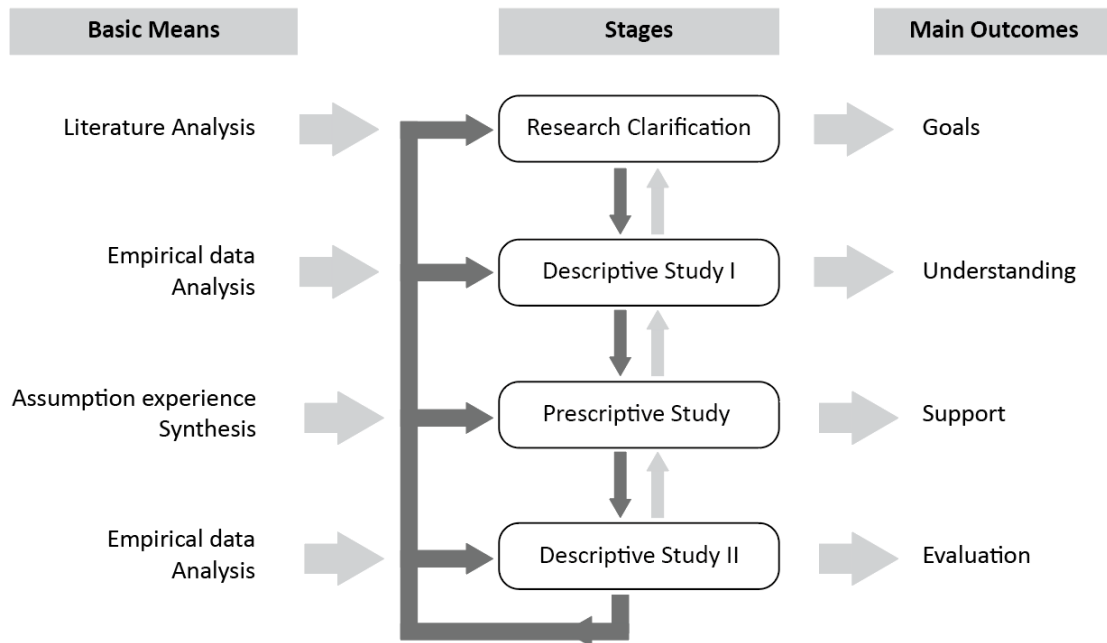 Basic Means
Stages
Main Outcomes
Literature Analysis
Research Clarification
Goals
Empirical data
Analysis
Descriptive Study I
Understanding
Assumption experience
Synthesis
Prescriptive Study
Support
Empirical data
Analysis
Descriptive Study II
Evaluation